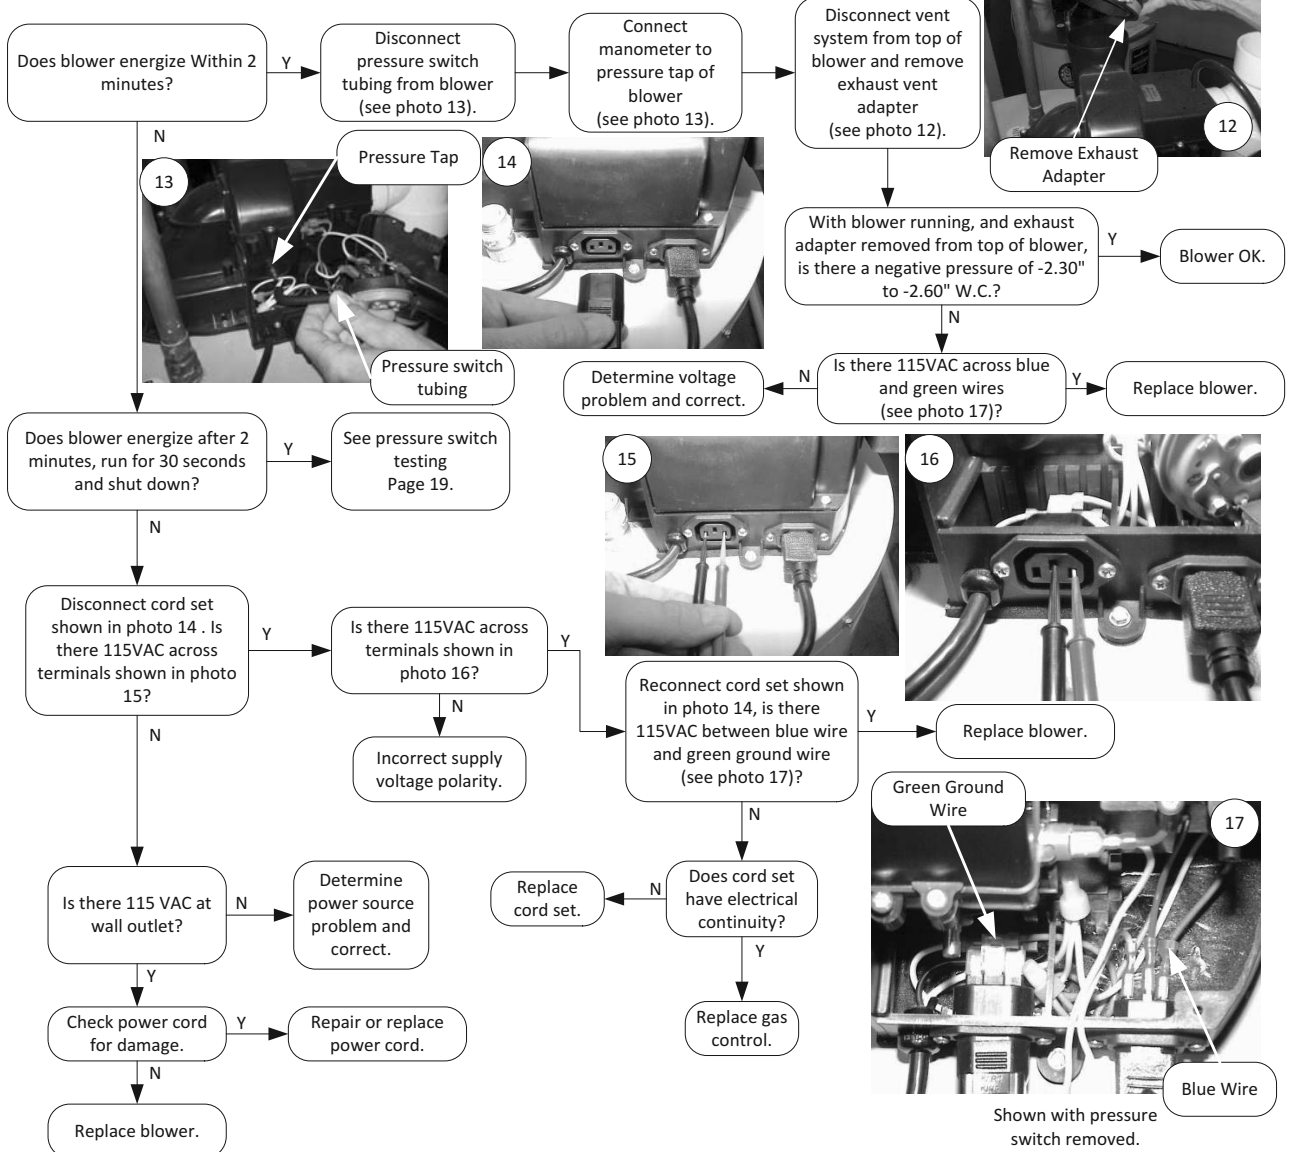 Does blower energize Within 2
minutes?
Y
N
Disconnect
pressure switch
tubing from blower
(see photo 13).
Connect
manometer to
pressure tap of
blower
(see photo 13).
Disconnect vent
system from top of
blower and remove
exhaust vent
adapter
(see photo 12).
12
Remove Exhaust
Adapter
13
Pressure Tap
Pressure switch
tubing
14
With blower running, and exhaust
adapter removed from top of blower,
is there a negative pressure of -2.30"
to -2.60" W.C.?
Y
Blower OK.
N
Is there 115VAC across blue
and green wires
(see photo 17)?
N
Determine voltage
problem and correct.
Y
Replace blower.
Does blower energize after 2
minutes, run for 30 seconds
and shut down?
Y
See pressure switch
testing
Page 19.
N
15
16
Disconnect cord set
shown in photo 14 . Is
there 115VAC across
terminals shown in photo
15?
Y
Is there 115VAC across
terminals shown in
photo 16?
Y
N
Incorrect supply
voltage polarity.
Reconnect cord set shown
in photo 14, is there
115VAC between blue wire
and green ground wire
(see photo 17)?
Y
Replace blower.
N
Does cord set
have electrical
continuity?
N
Replace
cord set.
Y
Replace gas
control.
N
Is there 115 VAC at
wall outlet?
N
Determine
power source
problem and
correct.
Y
Check power cord
for damage.
Y
Repair or replace
power cord.
N
Replace blower.
Green Ground
Wire
17
Blue Wire
Shown with pressure
switch removed.